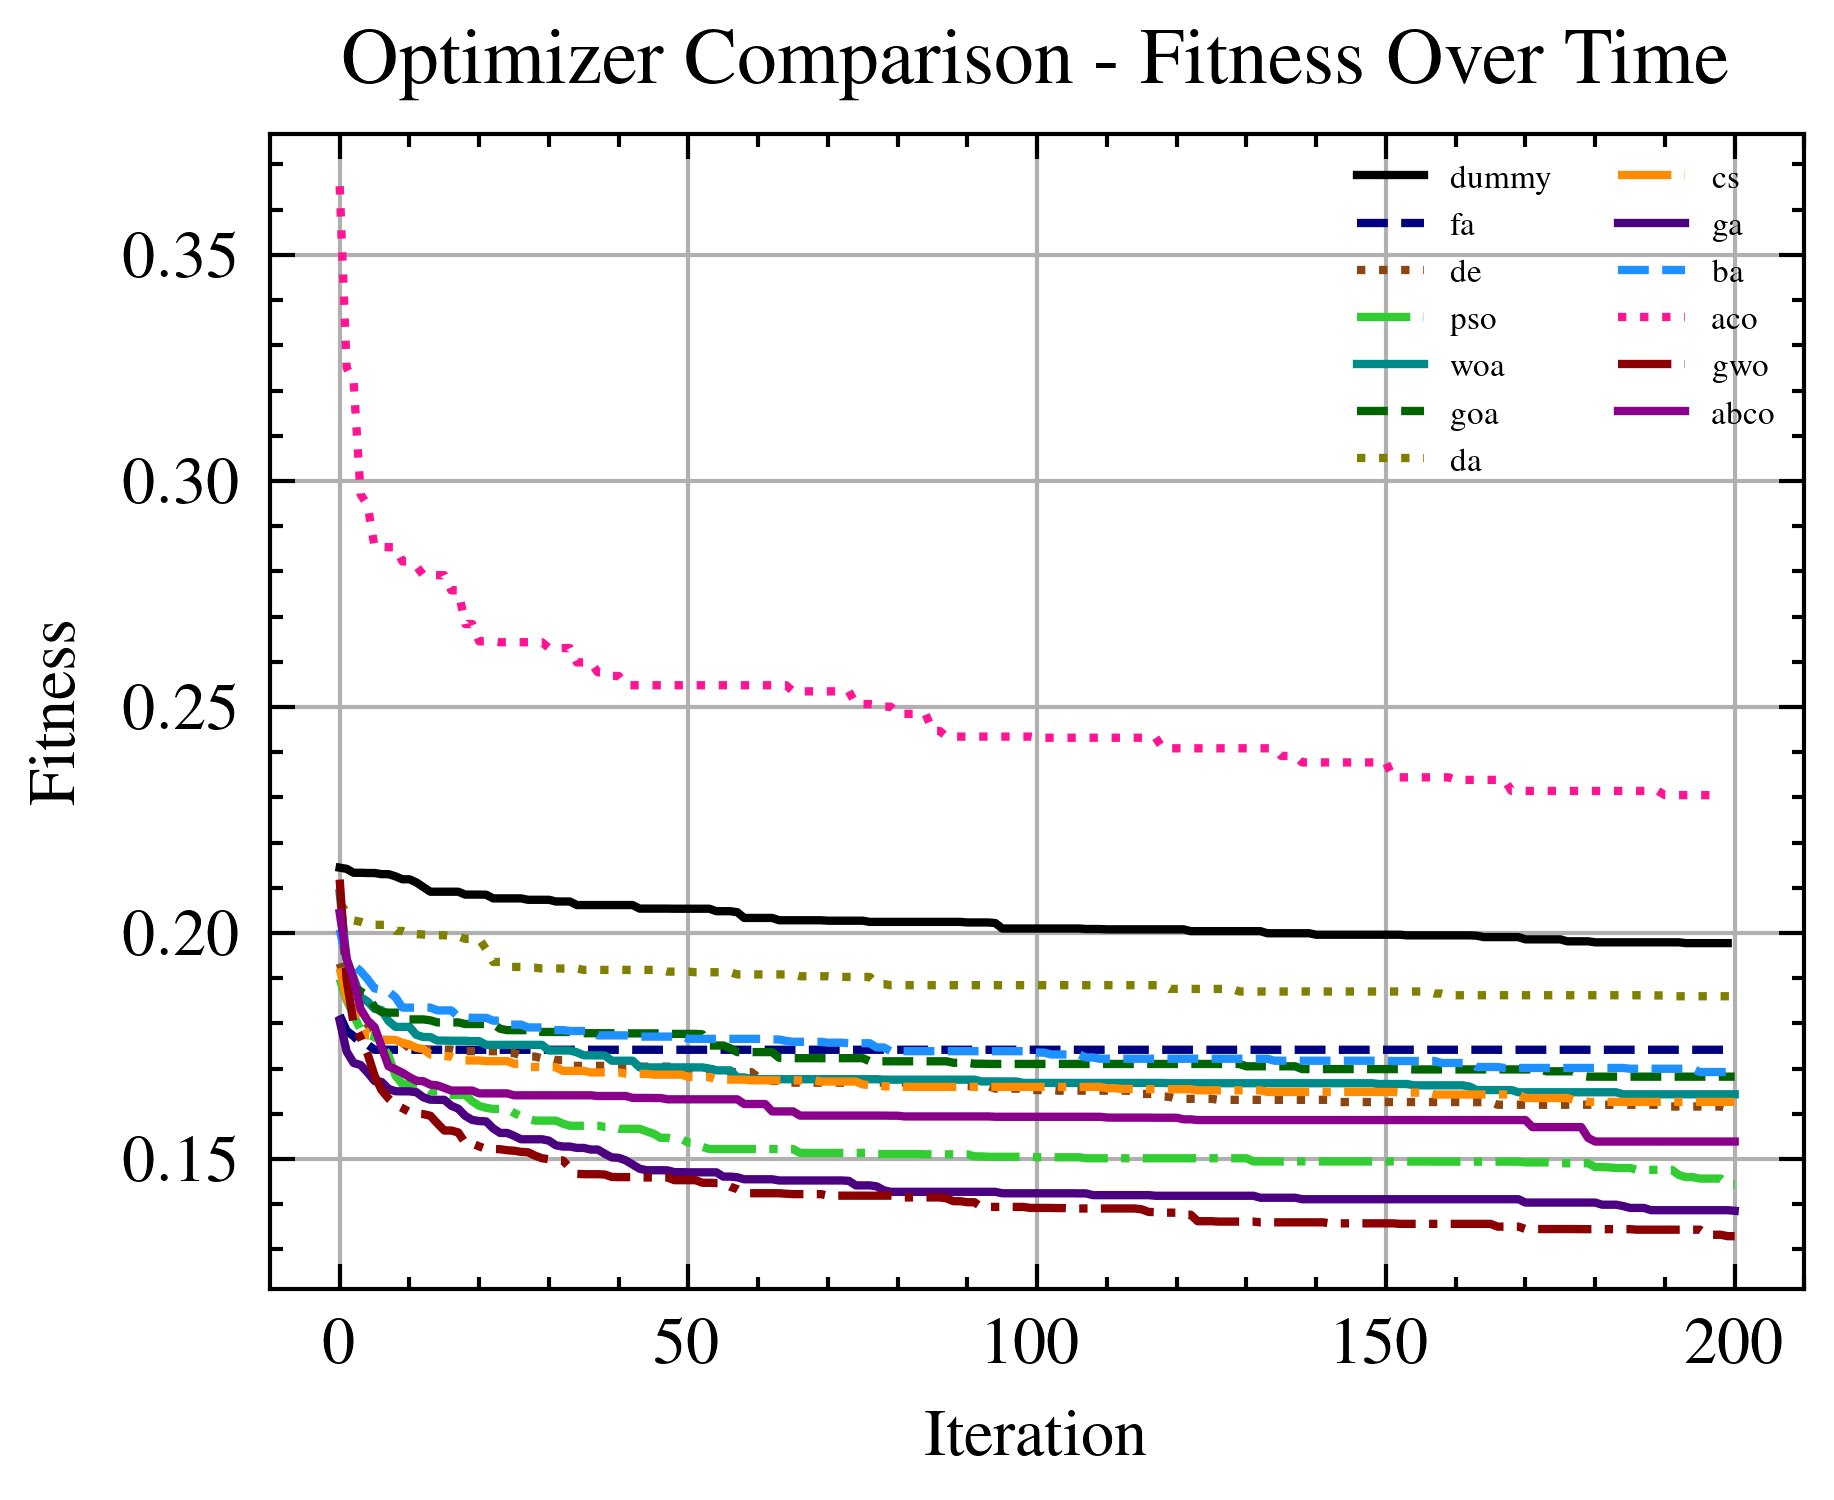 Optimizer Comparison - Fitness Over Time
dummy
fa
de
pso
woa
goa
da
cs
ga
ba
aco
gwo
abco
0.35
0.30
0.25
0.20
0.15
Fitness
0 50 100 150 200
Iteration